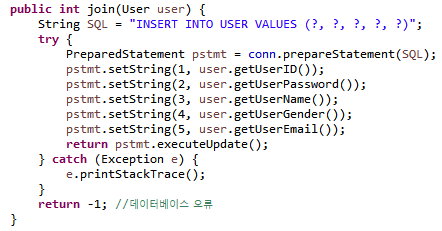 public int join(User user) {
String SQL = "INSERT INTO USER VALUES (?, ?, ?, ?, ?)";
try {
PreparedStatement pstmt = conn.prepareStatement(SQL);
pstmt.setString(1, user.getUserID());
pstmt.setString(2, user.getUserPassword());
pstmt.setString(3, user.getUserName());
pstmt.setString(4, user.getUserGender());
pstmt.setString(5, user.getUserEmail());
return pstmt.executeUpdate();
} catch (Exception e) {
e.printStackTrace();
}
return -1; //데이터베이스 오류
}